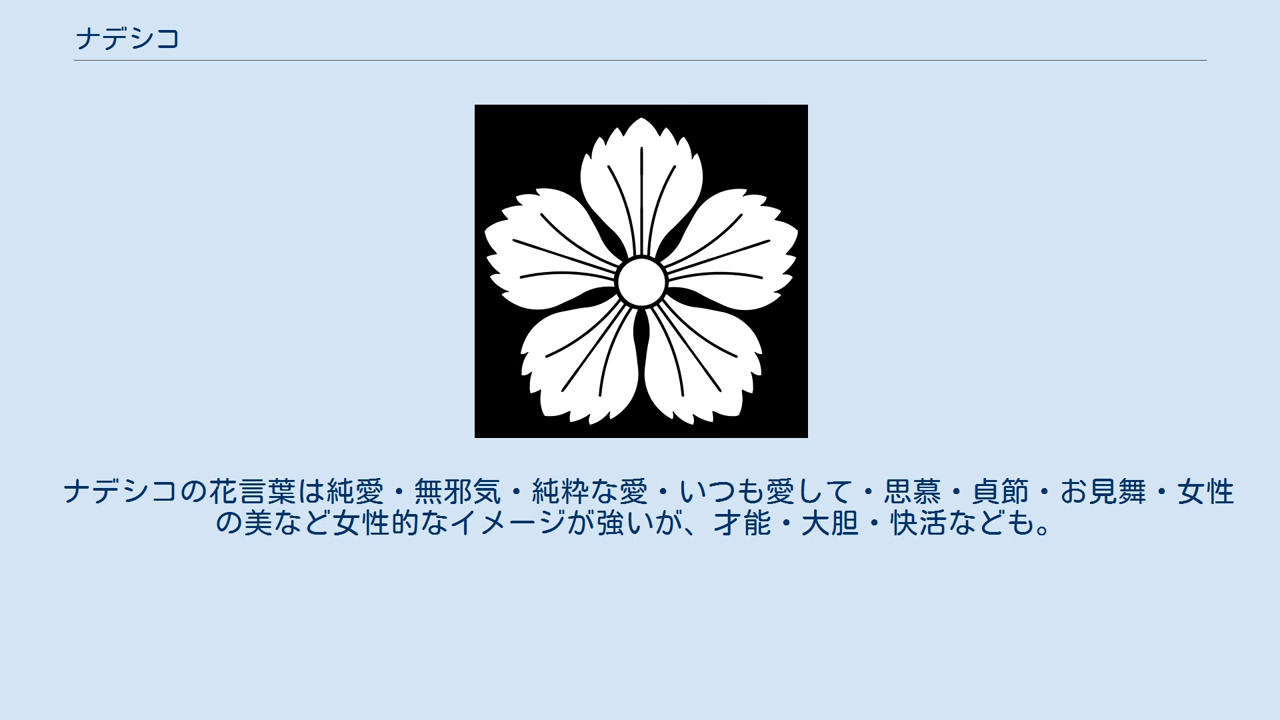 ナデシコ
ナデシコの花言葉は純愛・無邪気・純粋な愛・いつも愛して・思慕・貞節・お見舞・女性
の美など女性的なイメージが強いが、才能・大胆・快活なども。